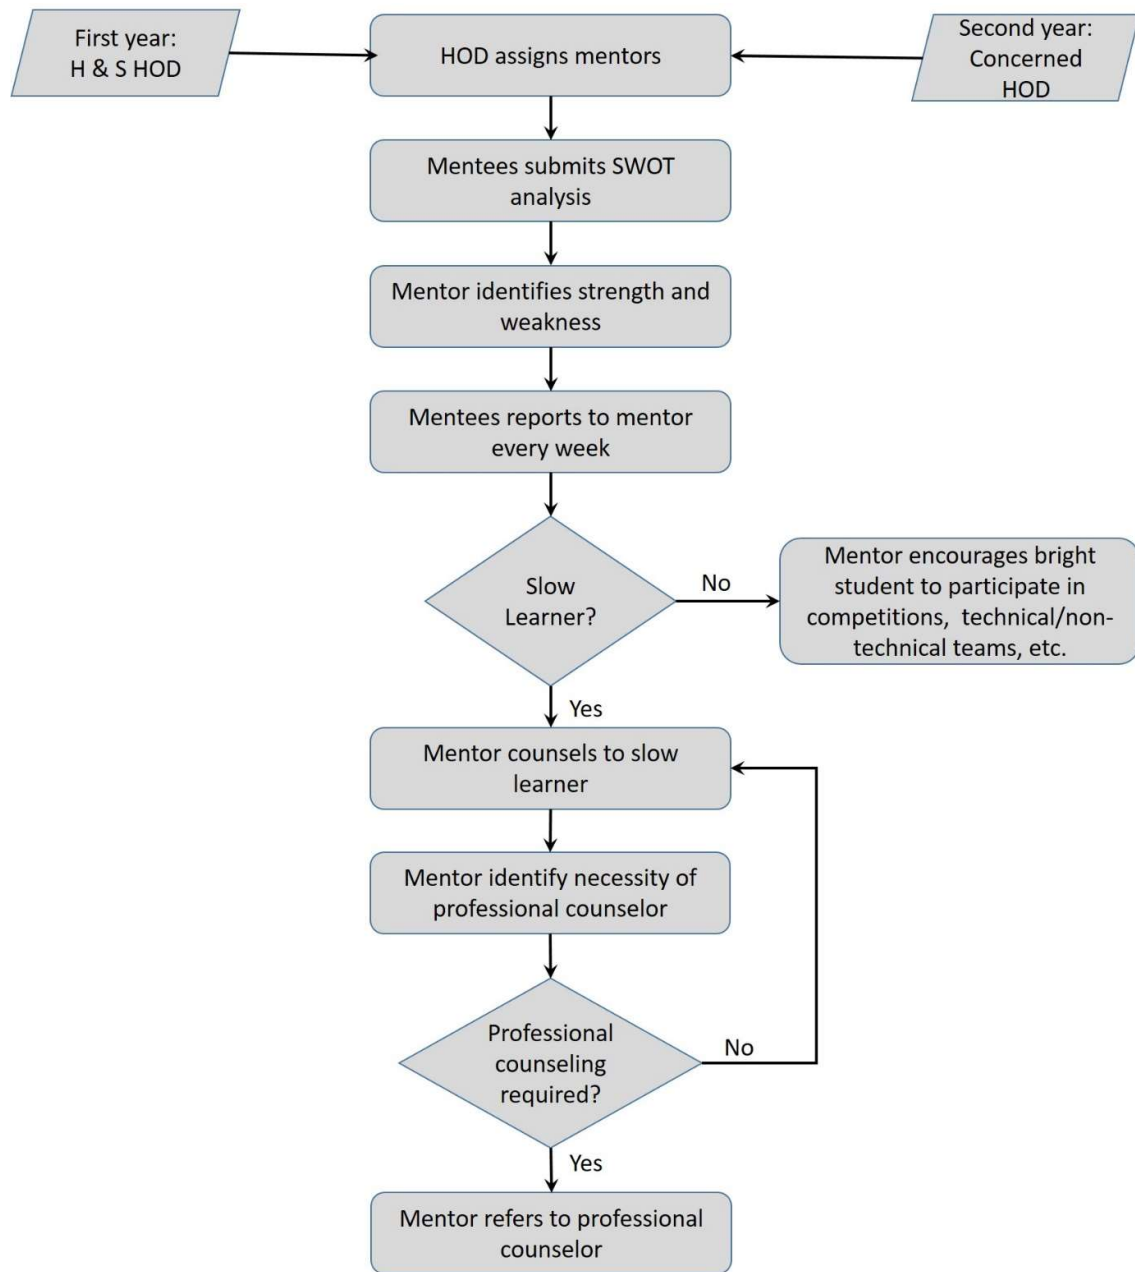 First year:
H & S HOD
HOD assigns mentors
Second year:
Concerned
HOD
Mentees submits SWOT
analysis
Mentor identifies strength and
weakness
Mentees reports to mentor
every week
Slow
Learner?
No
Mentor encourages bright
student to participate in
competitions, technical/non-
technical teams, etc.
Yes
Mentor counsels to slow
learner
Mentor identify necessity of
professional counselor
Professional
counseling
required?
No
Yes
Mentor refers to professional
counselor